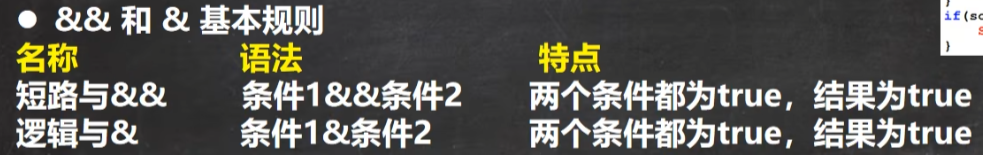 ● && 和 & 基本规则
名称 语法 特点
短路与&& 条件1&&条件2 两个条件都为true，结果为true
逻辑与& 条件1&条件2 两个条件都为true，结果为true
}
if(sc
}